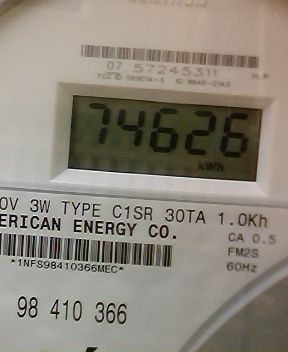 07 57245311
74626
kWh
0V 3W TYPE C1SR 30TA 1.0Kh
ERICAN ENERGY CO.
CA 0.5
FM2S
*1NFS98410366MEC*
60Hz
98 410 366